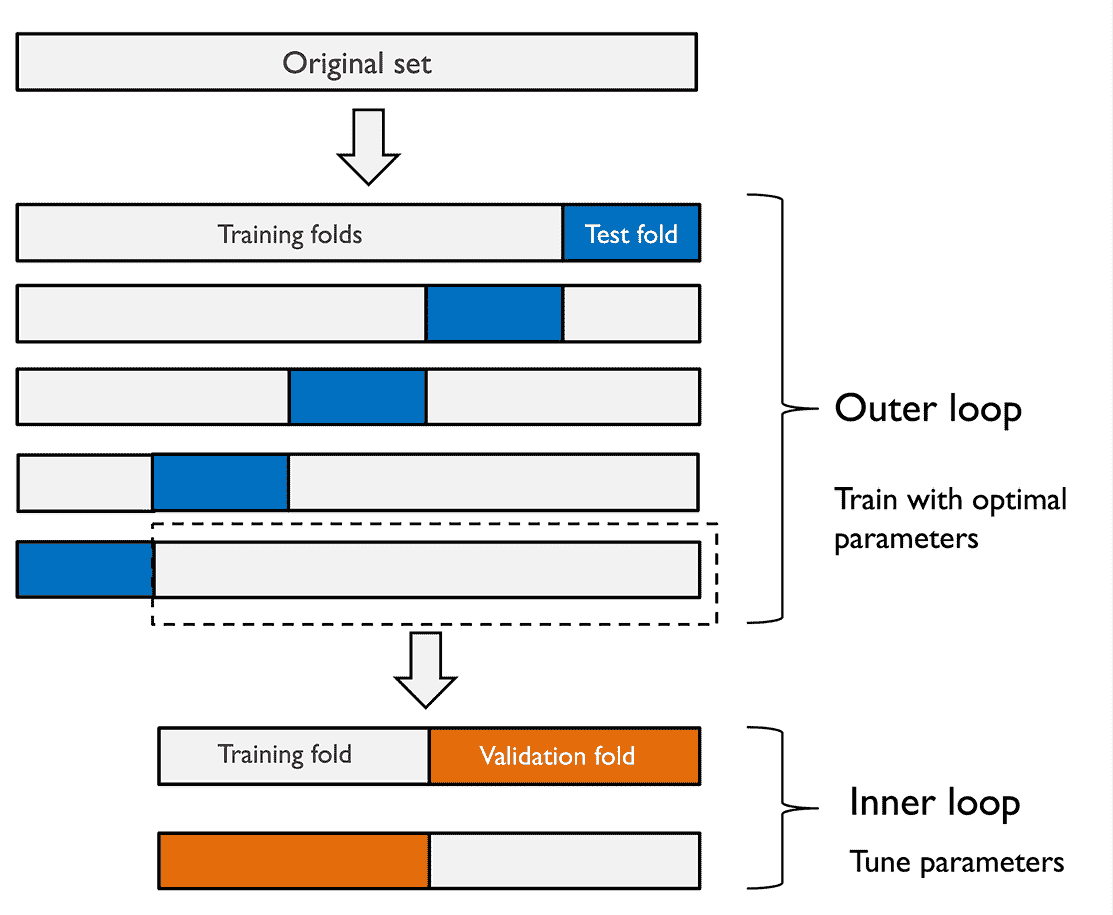 Original set
Training folds
Test fold
Outer loop
Train with optimal
parameters
Training fold
Validation fold
Inner loop
Tune parameters